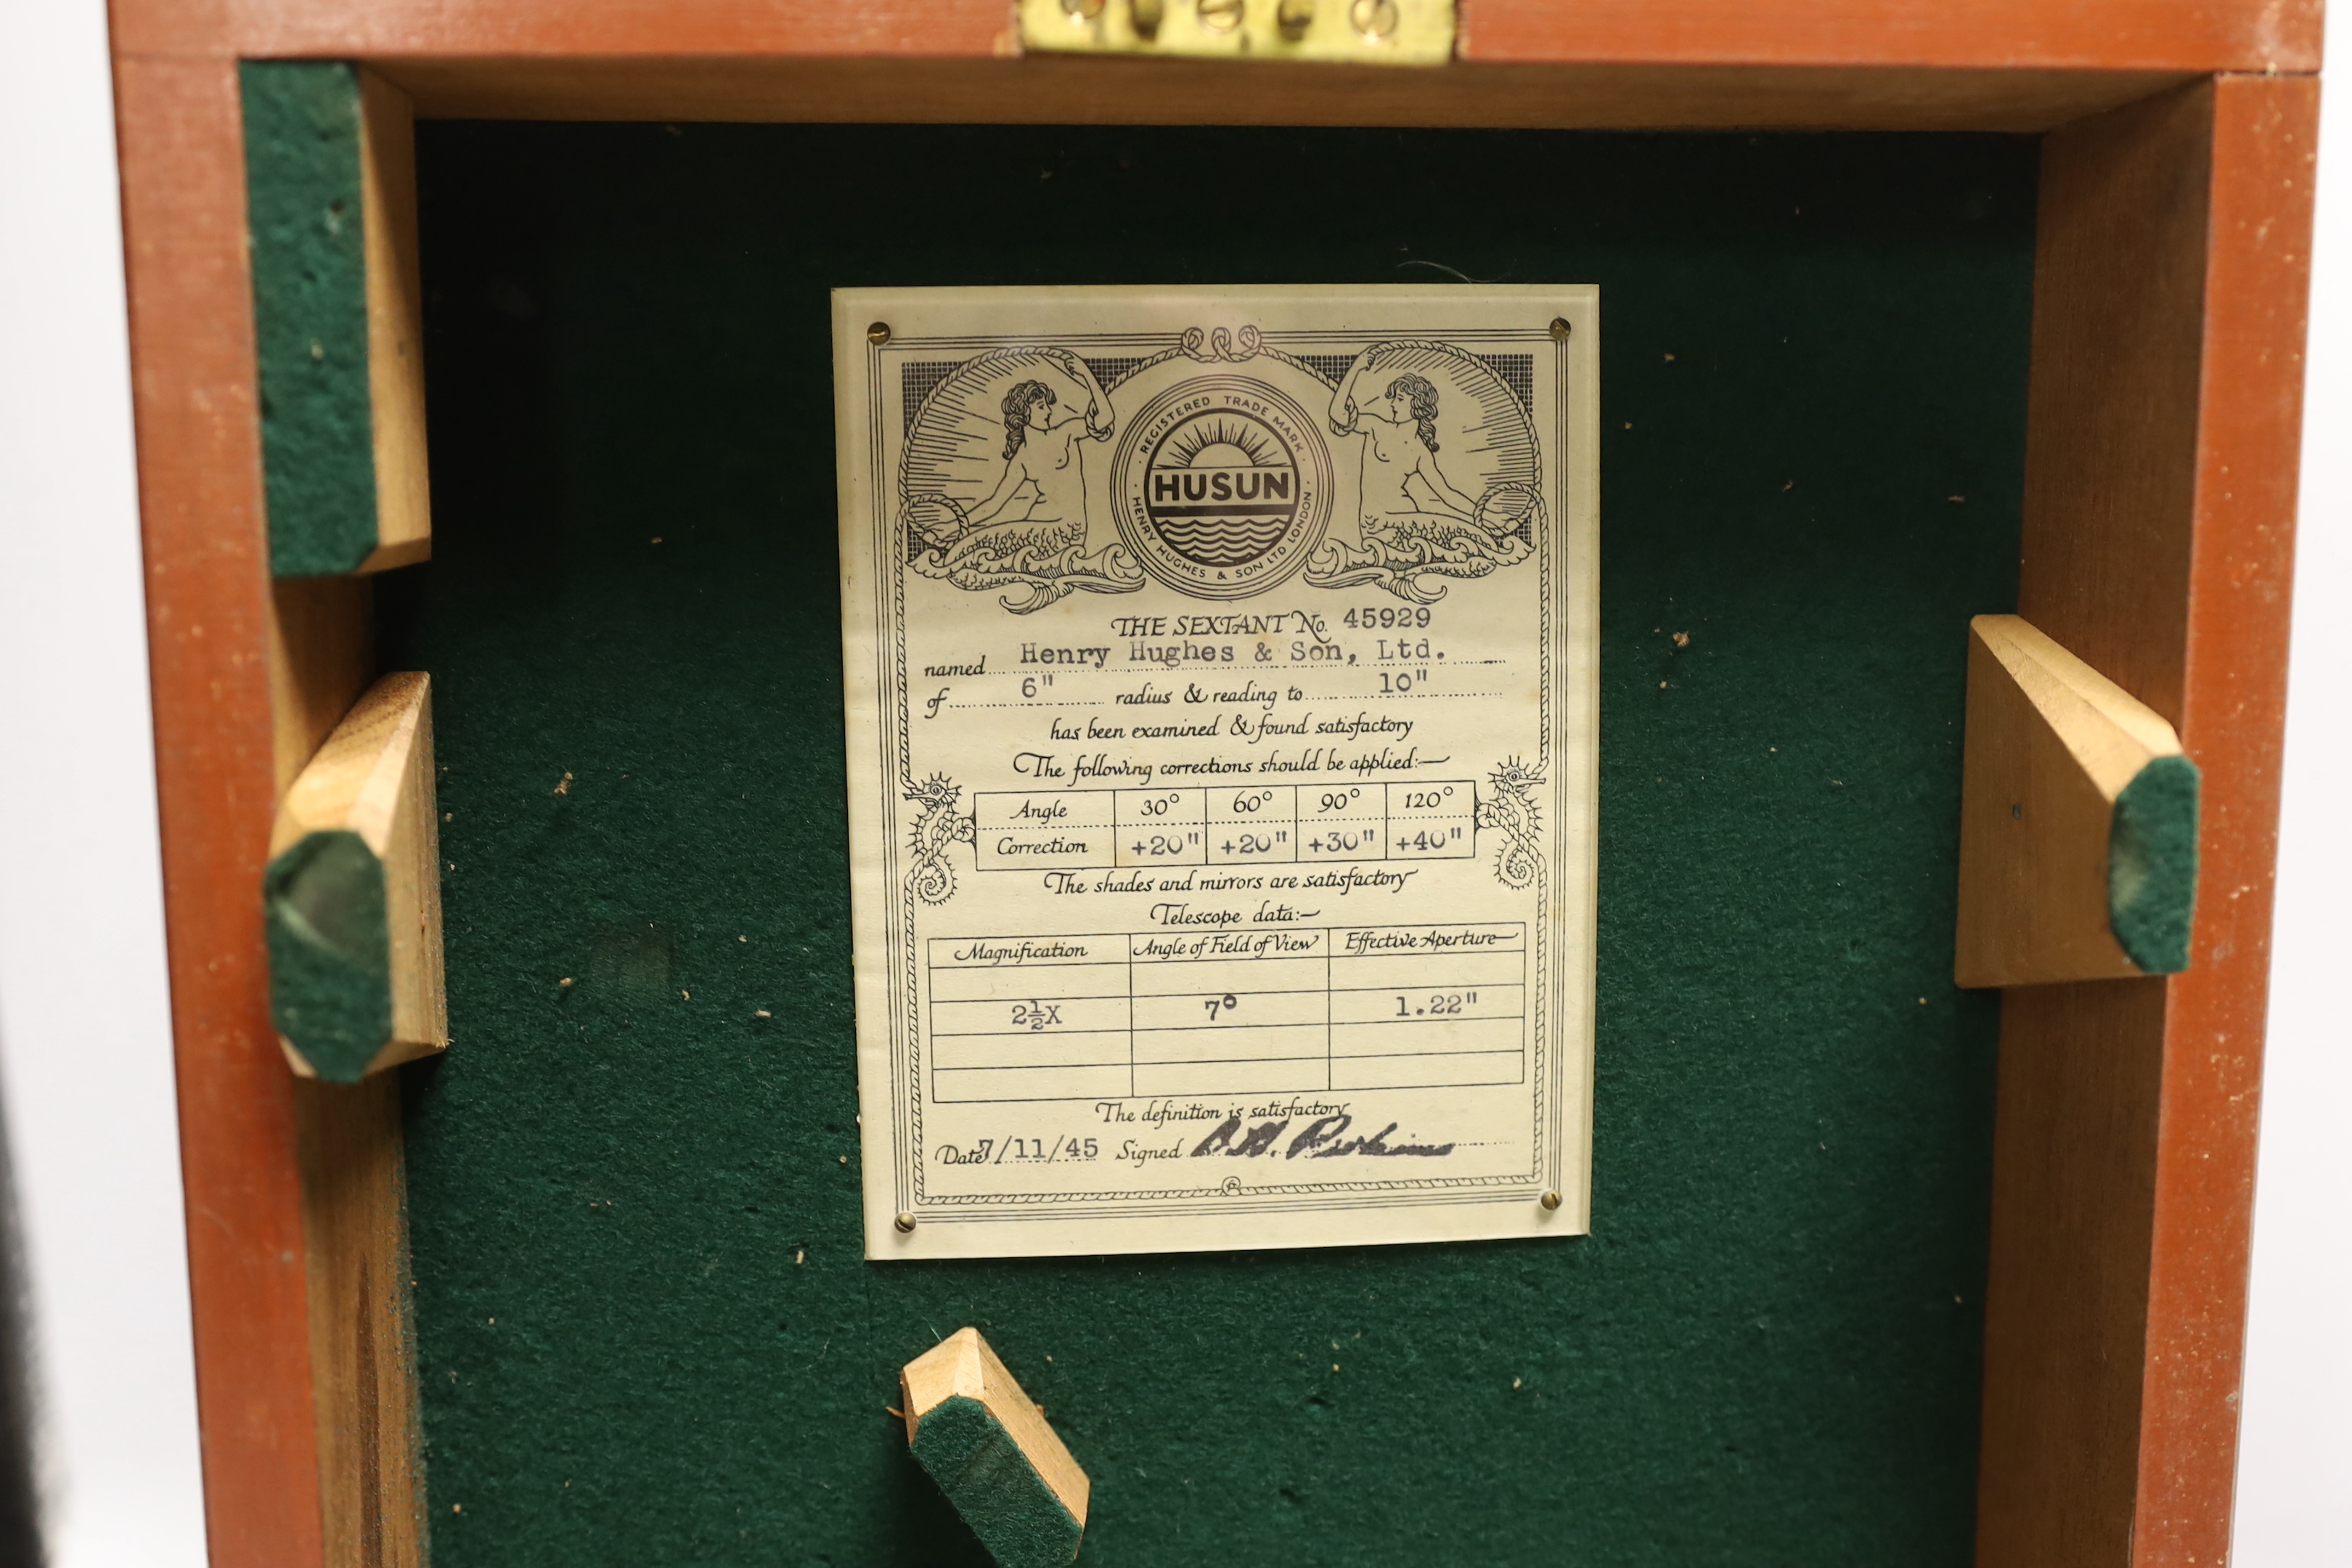 · REGISTERED TRADE MARK ·
HUSUN
HENRY HUGHES & SON LTD LONDON
THE SEXTANT No. 45929
named Henry Hughes & Son, Ltd.
of 6" radius & reading to 10"
has been examined & found satisfactory
The following corrections should be applied:—
Angle 30° 60° 90° 120°
Correction +20" +20" +30" +40"
The shades and mirrors are satisfactory
Telescope data:—
Magnification Angle of Field of View Effective Aperture
2½X 7° 1.22"
The definition is satisfactory
Date 7/11/45 Signed